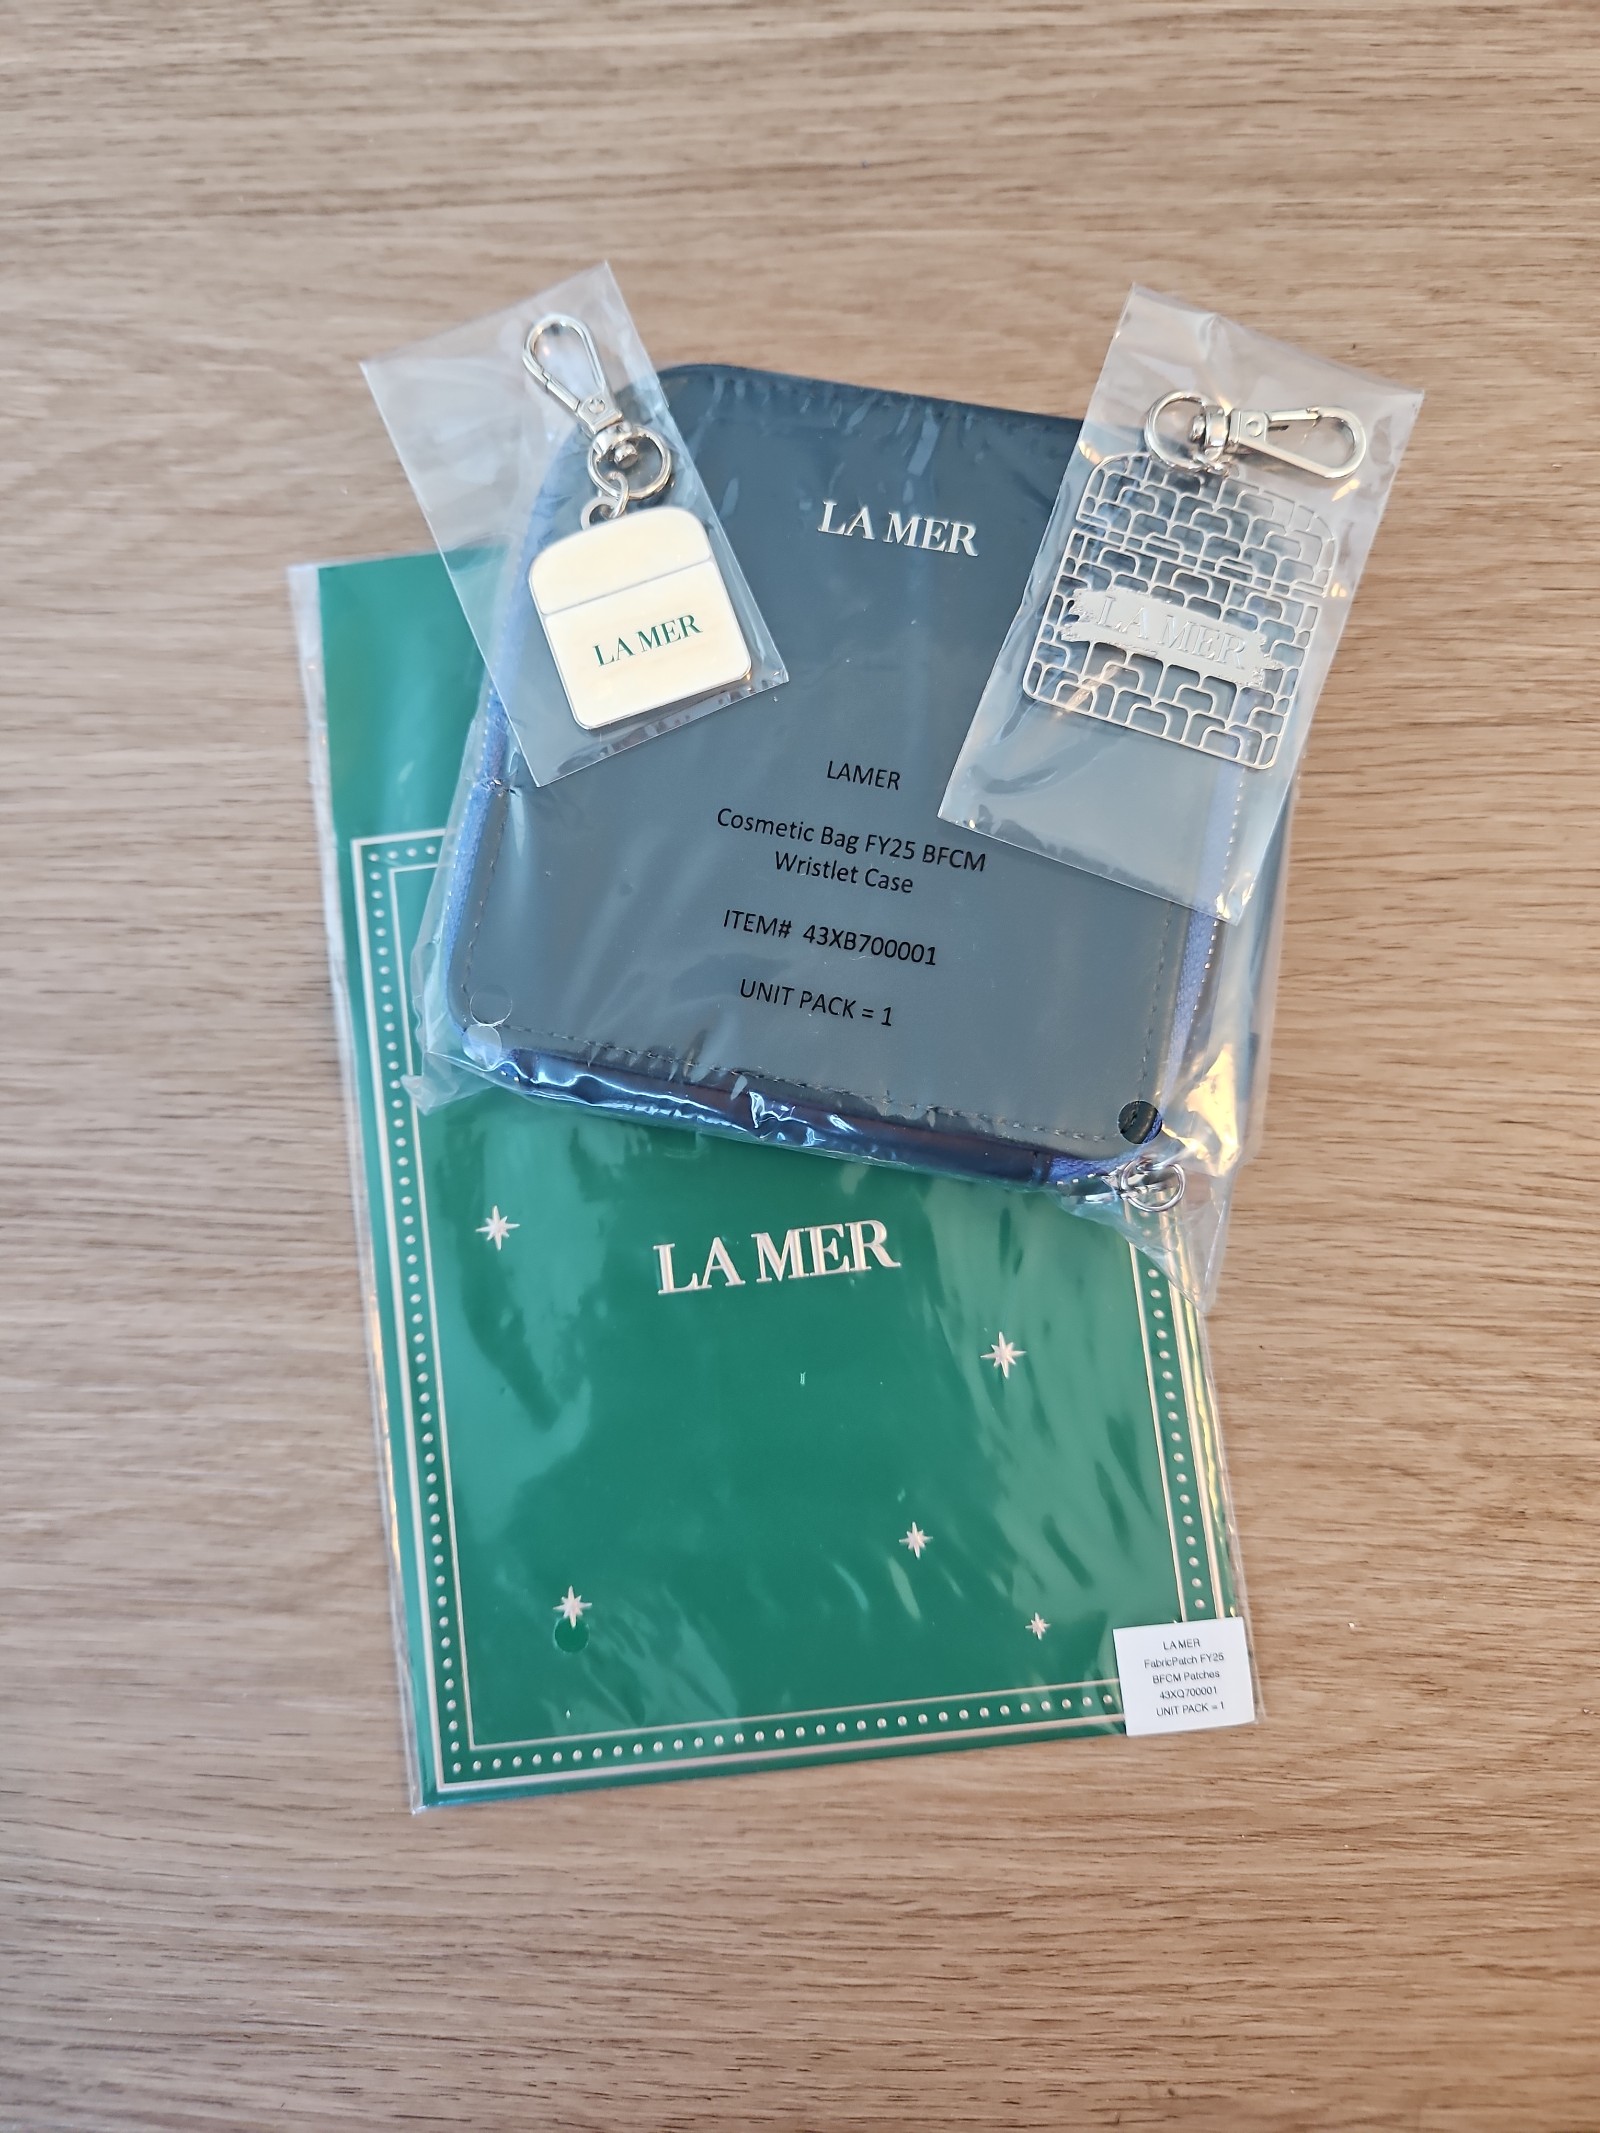 LA MER
LA MER
LA MER
LAMER
Cosmetic Bag FY25 BFCM
Wristlet Case
ITEM# 43XB700001
UNIT PACK = 1
LA MER
LA MER
FabricPatch FY25
BFCM Patches
43XQ700001
UNIT PACK = 1